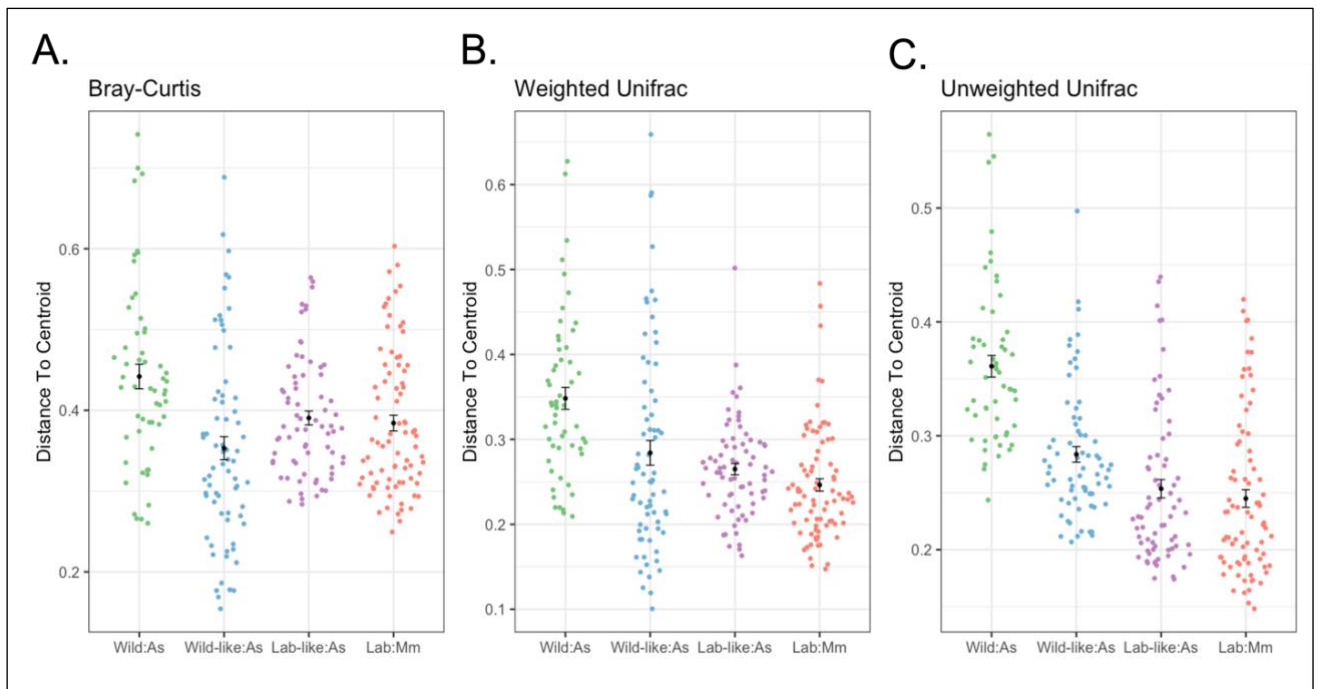 A.
Bray-Curtis
Distance To Centroid
0.6
0.4
0.2
Wild:As Wild-like:As Lab-like:As Lab:Mm
B.
Weighted Unifrac
Distance To Centroid
0.6
0.5
0.4
0.3
0.2
0.1
Wild:As Wild-like:As Lab-like:As Lab:Mm
C.
Unweighted Unifrac
Distance To Centroid
0.5
0.4
0.3
0.2
Wild:As Wild-like:As Lab-like:As Lab:Mm